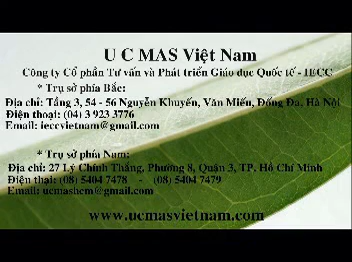 U C MAS Việt Nam
Công ty Cổ phần Tư vấn và Phát triển Giáo dục Quốc tế - IECC
* Trụ sở phía Bắc:
Địa chỉ: Tầng 3, 54 - 56 Nguyễn Khuyến, Văn Miếu, Đống Đa, Hà Nội
Điện thoại: (04) 3 923 3776
Email: ieccvietnam@gmail.com
* Trụ sở phía Nam:
Địa chỉ: 27 Lý Chính Thắng, Phường 8, Quận 3, TP. Hồ Chí Minh
Điện thoại: (08) 5404 7478 - (08) 5404 7479
Email: ucmashcm@gmail.com
www.ucmasvietnam.com